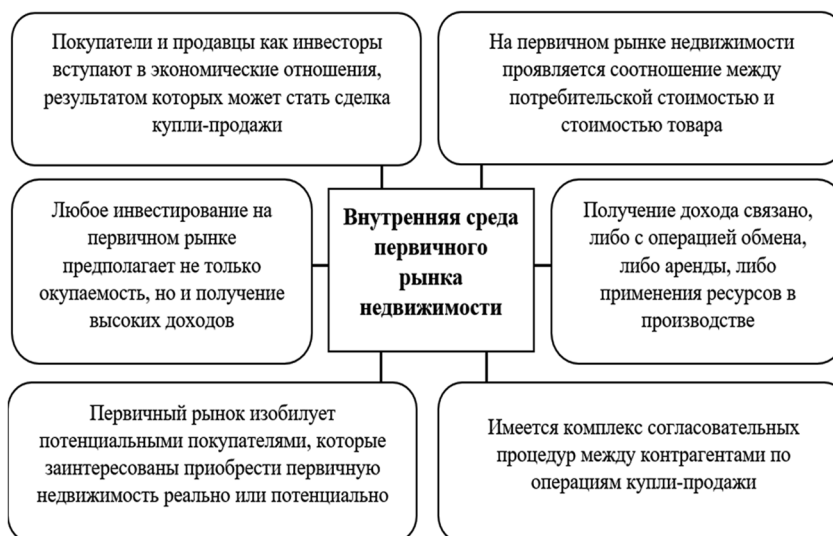 Покупатели и продавцы как инвесторы
вступают в экономические отношения,
результатом которых может стать сделка
купли-продажи
На первичном рынке недвижимости
проявляется соотношение между
потребительской стоимостью и
стоимостью товара
Любое инвестирование на
первичном рынке
предполагает не только
окупаемость, но и получение
высоких доходов
Внутренняя среда
первичного
рынка
недвижимости
Получение дохода связано,
либо с операцией обмена,
либо аренды, либо
применения ресурсов в
производстве
Первичный рынок изобилует
потенциальными покупателями, которые
заинтересованы приобрести первичную
недвижимость реально или потенциально
Имеется комплекс согласовательных
процедур между контрагентами по
операциям купли-продажи